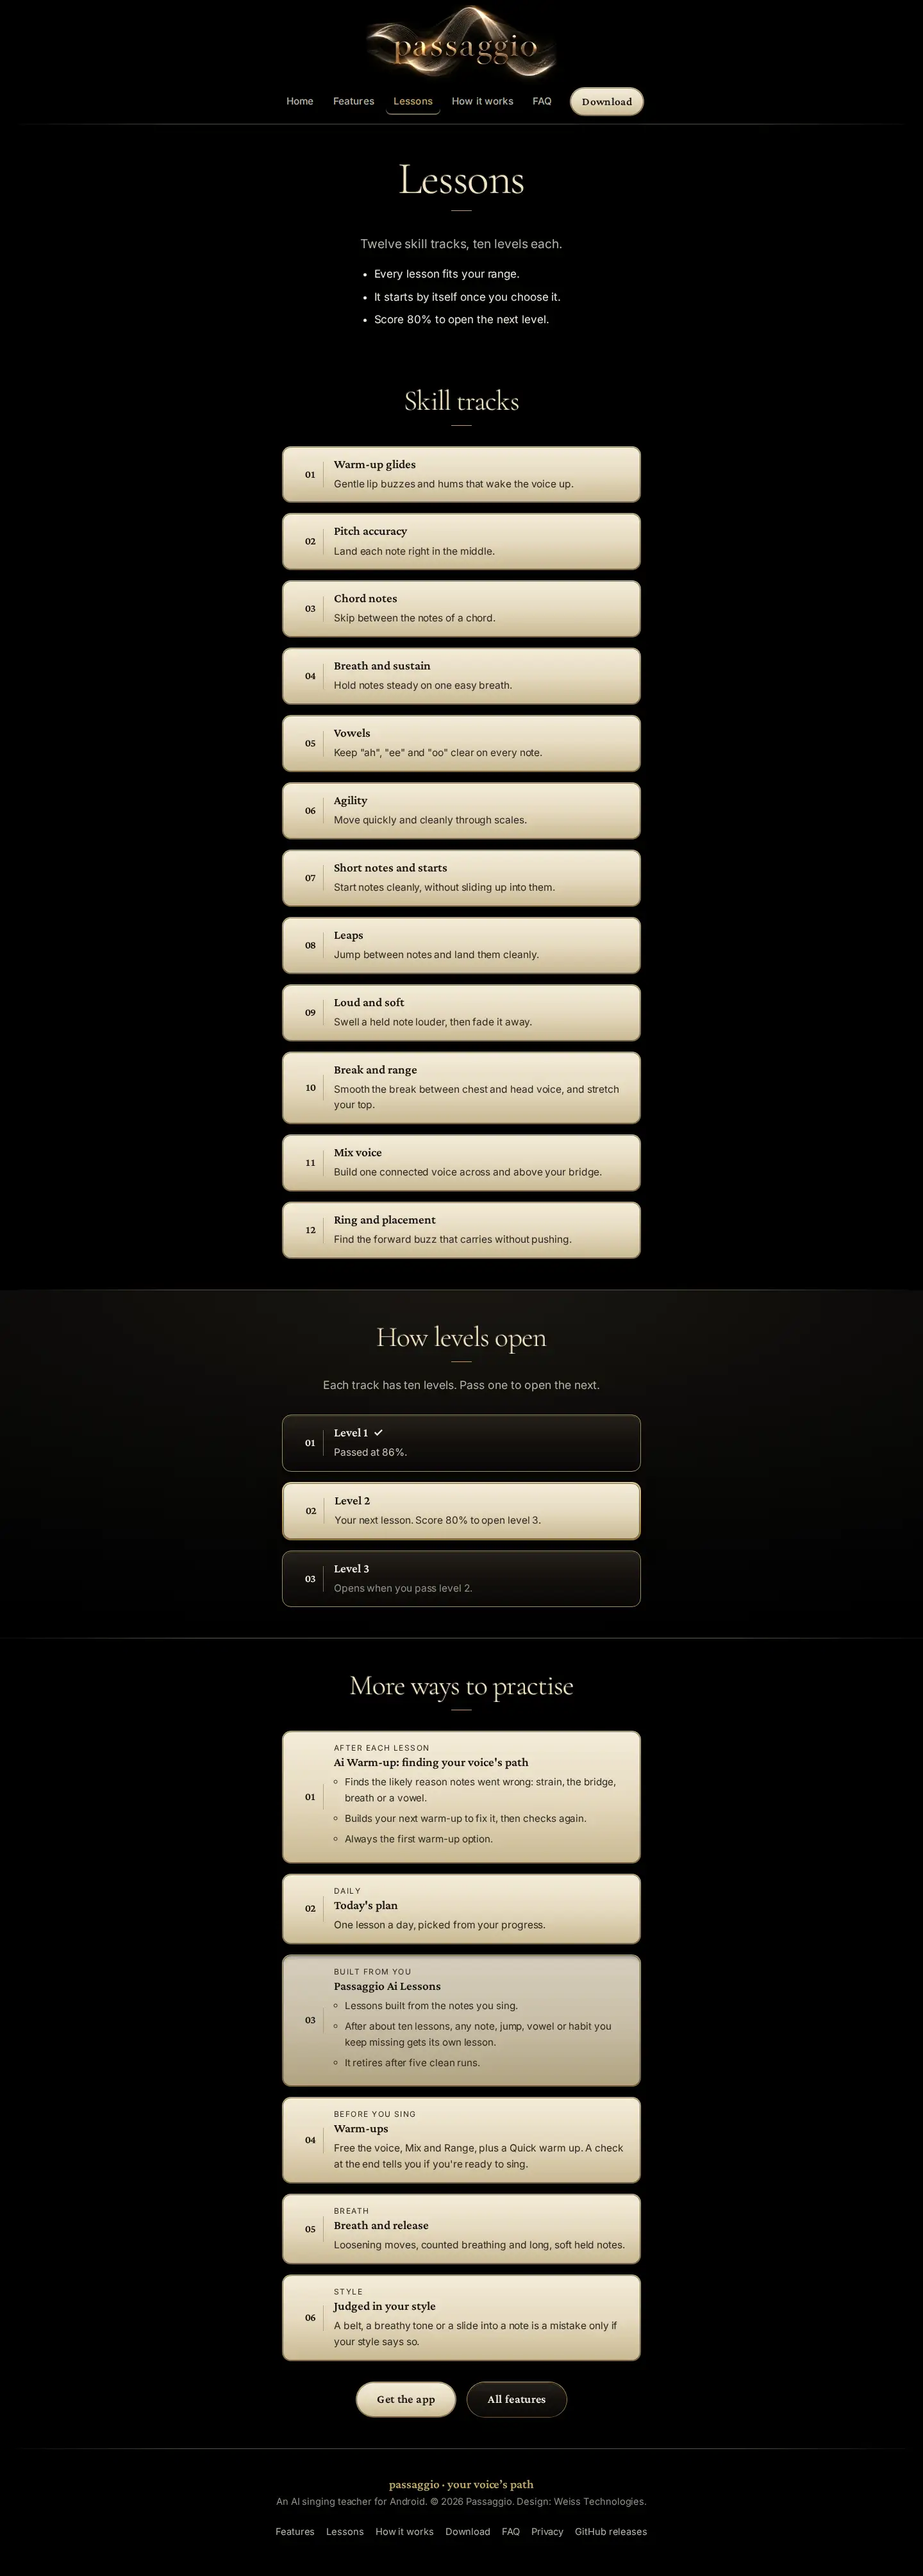 passaggio
Home Features Lessons How it works FAQ Download
Lessons
Twelve skill tracks, ten levels each.
• Every lesson fits your range.
• It starts by itself once you choose it.
• Score 80% to open the next level.
Skill tracks
01
Warm-up glides
Gentle lip buzzes and hums that wake the voice up.
02
Pitch accuracy
Land each note right in the middle.
03
Chord notes
Skip between the notes of a chord.
04
Breath and sustain
Hold notes steady on one easy breath.
05
Vowels
Keep "ah", "ee" and "oo" clear on every note.
06
Agility
Move quickly and cleanly through scales.
07
Short notes and starts
Start notes cleanly, without sliding up into them.
08
Leaps
Jump between notes and land them cleanly.
09
Loud and soft
Swell a held note louder, then fade it away.
10
Break and range
Smooth the break between chest and head voice, and stretch
your top.
11
Mix voice
Build one connected voice across and above your bridge.
12
Ring and placement
Find the forward buzz that carries without pushing.
How levels open
Each track has ten levels. Pass one to open the next.
01
Level 1 ✓
Passed at 86%.
02
Level 2
Your next lesson. Score 80% to open level 3.
03
Level 3
Opens when you pass level 2.
More ways to practise
01
AFTER EACH LESSON
Ai Warm-up: finding your voice's path
◦ Finds the likely reason notes went wrong: strain, the bridge,
breath or a vowel.
◦ Builds your next warm-up to fix it, then checks again.
◦ Always the first warm-up option.
02
DAILY
Today's plan
One lesson a day, picked from your progress.
03
BUILT FROM YOU
Passaggio Ai Lessons
◦ Lessons built from the notes you sing.
◦ After about ten lessons, any note, jump, vowel or habit you
keep missing gets its own lesson.
◦ It retires after five clean runs.
04
BEFORE YOU SING
Warm-ups
Free the voice, Mix and Range, plus a Quick warm up. A check
at the end tells you if you're ready to sing.
05
BREATH
Breath and release
Loosening moves, counted breathing and long, soft held notes.
06
STYLE
Judged in your style
A belt, a breathy tone or a slide into a note is a mistake only if
your style says so.
Get the app All features
passaggio · your voice’s path
An AI singing teacher for Android. © 2026 Passaggio. Design: Weiss Technologies.
Features Lessons How it works Download FAQ Privacy GitHub releases